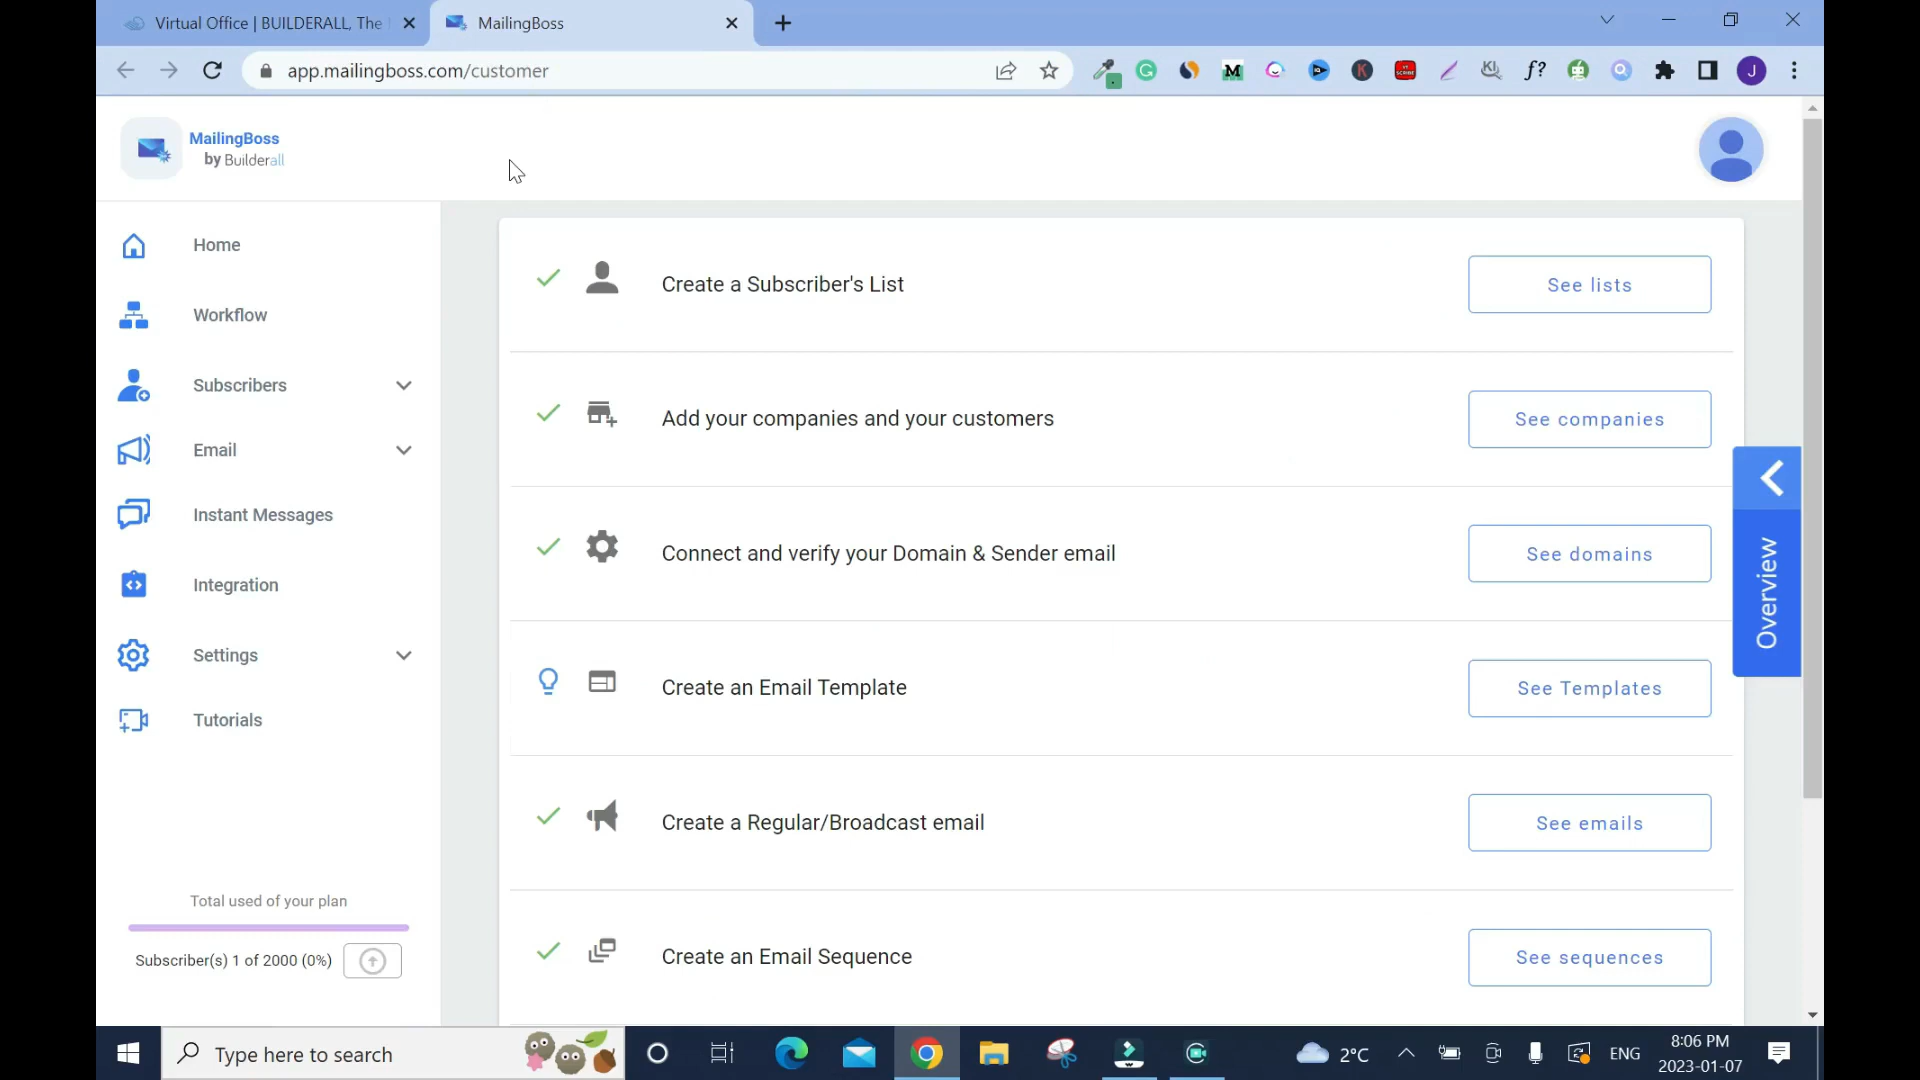 Virtual Office | BUILDERALL, The
MailingBoss
app.mailingboss.com/customer
MailingBoss
by Builderall
Home
Workflow
Subscribers
Email
Instant Messages
Integration
Settings
Tutorials
Total used of your plan
Subscriber(s) 1 of 2000 (0%)
Create a Subscriber's List
See lists
Add your companies and your customers
See companies
Connect and verify your Domain & Sender email
See domains
Create an Email Template
See Templates
Create a Regular/Broadcast email
See emails
Create an Email Sequence
See sequences
Overview
Type here to search
2°C
ENG
8:06 PM
2023-01-07